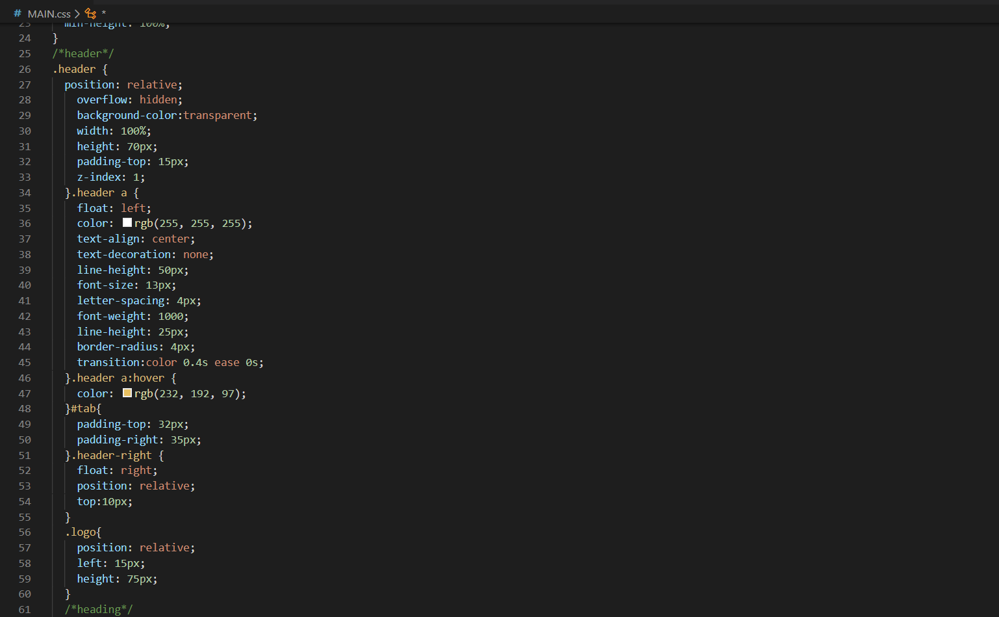 # MAIN.css > *
23 min-height: 100%;
24 }
25 /*header*/
26 .header {
27 position: relative;
28 overflow: hidden;
29 background-color:transparent;
30 width: 100%;
31 height: 70px;
32 padding-top: 15px;
33 z-index: 1;
34 }.header a {
35 float: left;
36 color: rgb(255, 255, 255);
37 text-align: center;
38 text-decoration: none;
39 line-height: 50px;
40 font-size: 13px;
41 letter-spacing: 4px;
42 font-weight: 1000;
43 line-height: 25px;
44 border-radius: 4px;
45 transition:color 0.4s ease 0s;
46 }.header a:hover {
47 color: rgb(232, 192, 97);
48 }#tab{
49 padding-top: 32px;
50 padding-right: 35px;
51 }.header-right {
52 float: right;
53 position: relative;
54 top:10px;
55 }
56 .logo{
57 position: relative;
58 left: 15px;
59 height: 75px;
60 }
61 /*heading*/